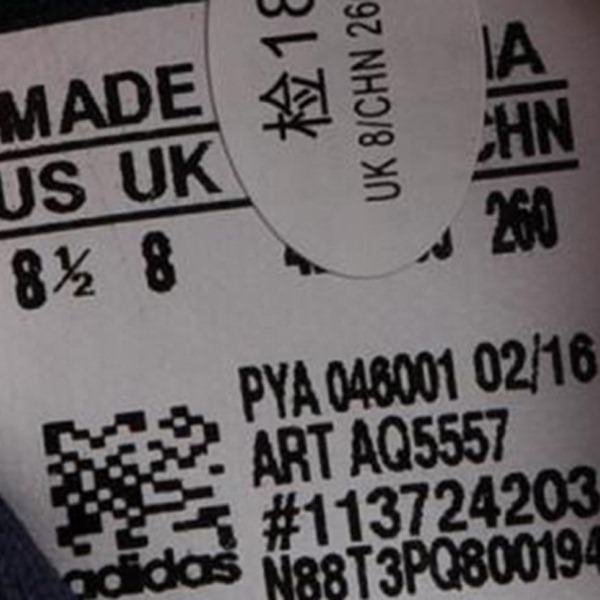 MADE
US UK CHN
8½ 8 260
检18
UK 8/CHN 26
PYA 046001 02/16
ART AQ5557
#113724203
N88T3PQ800194
adidas